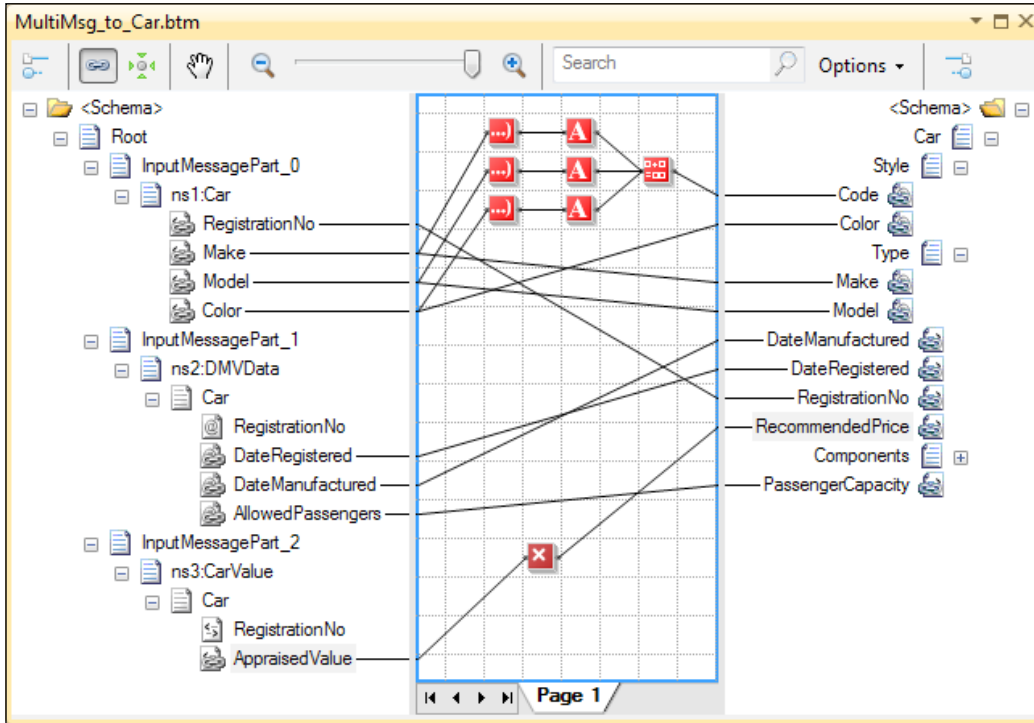 MultiMsg_to_Car.btm
Search
Options
<Schema>
Root
InputMessagePart_0
ns1:Car
RegistrationNo
Make
Model
Color
InputMessagePart_1
ns2:DMVData
Car
RegistrationNo
DateRegistered
DateManufactured
AllowedPassengers
InputMessagePart_2
ns3:CarValue
Car
RegistrationNo
AppraisedValue
...)
A
...)
A
...)
A
Page 1
<Schema>
Car
Style
Code
Color
Type
Make
Model
DateManufactured
DateRegistered
RegistrationNo
RecommendedPrice
Components
PassengerCapacity